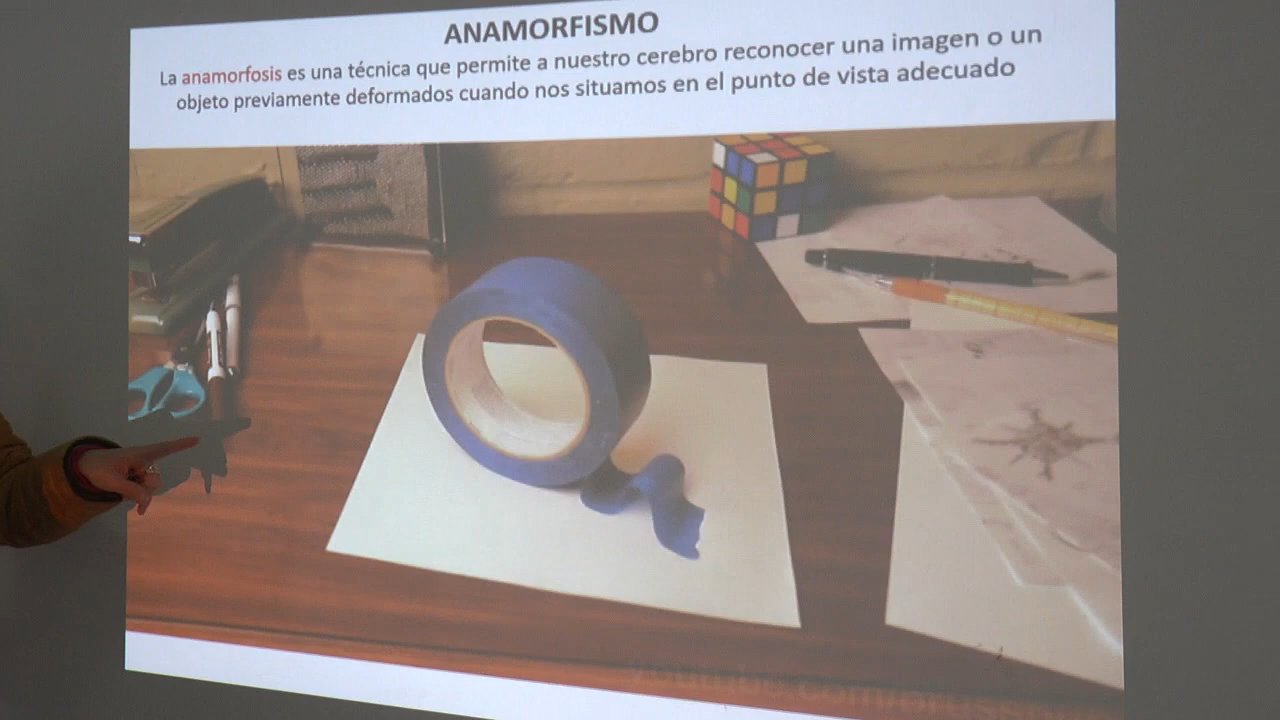 ANAMORFISMO
La anamorfosis es una técnica que permite a nuestro cerebro reconocer una imagen o un
objeto previamente deformados cuando nos situamos en el punto de vista adecuado